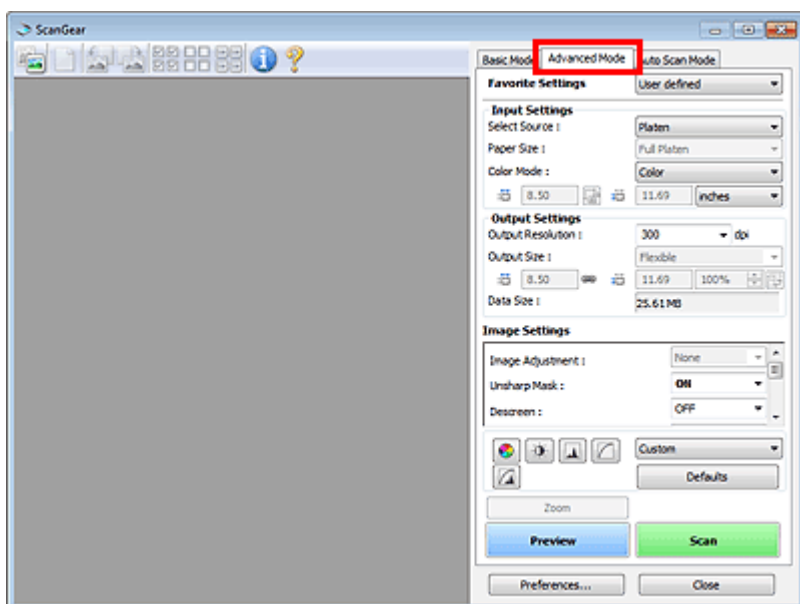 ScanGear
Basic Mode Advanced Mode Auto Scan Mode
Favorite Settings User defined
Input Settings
Select Source : Platen
Paper Size : Full Platen
Color Mode : Color
8.50 11.69 inches
Output Settings
Output Resolution : 300 dpi
Output Size : Flexible
8.50 11.69 100%
Data Size : 25.61MB
Image Settings
Image Adjustment : None
Unsharp Mask : ON
Descreen : OFF
Custom
Defaults
Zoom
Preview Scan
Preferences... Close